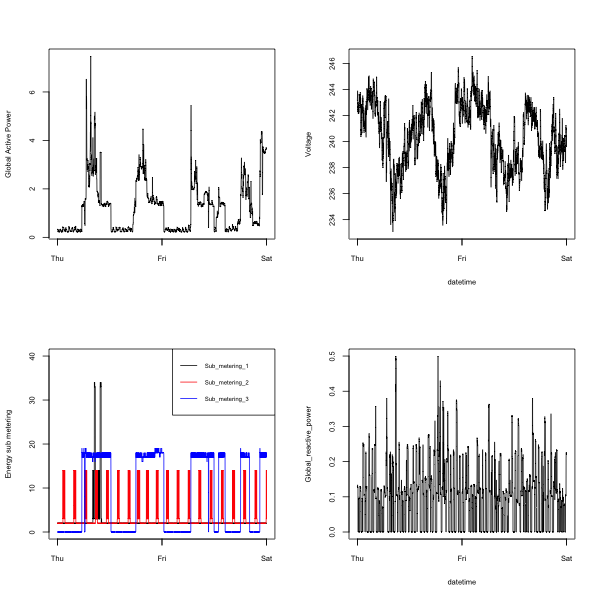 Global Active Power
0
2
4
6
Thu
Fri
Sat
Voltage
234
236
238
240
242
244
246
Thu
Fri
Sat
datetime
Energy sub metering
0
10
20
30
40
Thu
Fri
Sat
Sub_metering_1
Sub_metering_2
Sub_metering_3
Global_reactive_power
0.0
0.1
0.2
0.3
0.4
0.5
Thu
Fri
Sat
datetime